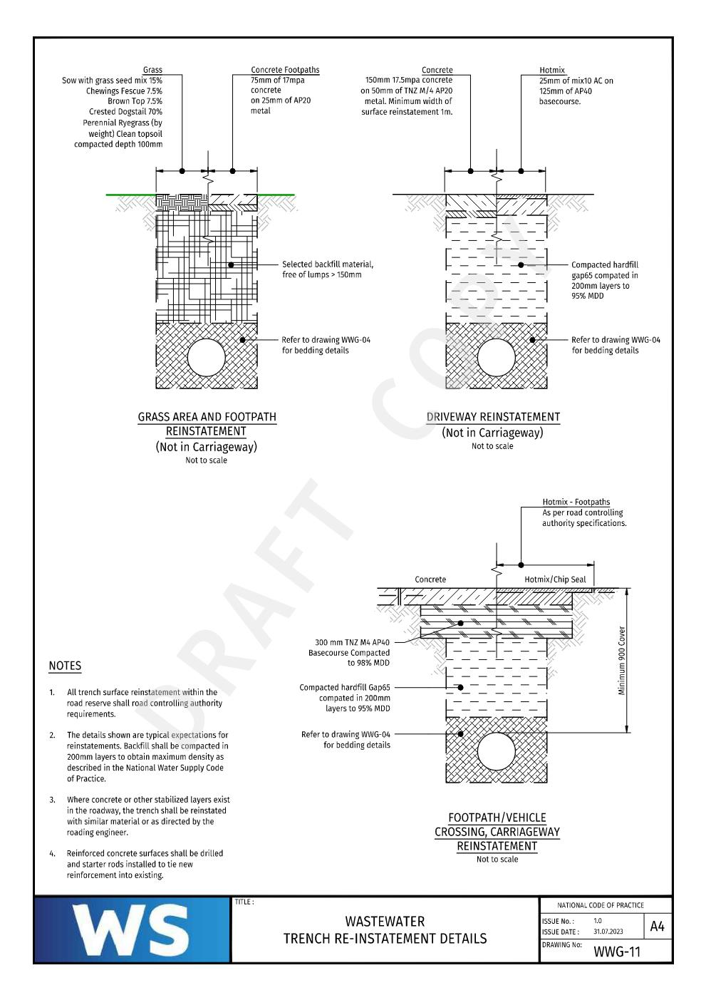 Grass
Sow with grass seed mix 15%
Chewings Fescue 7.5%
Brown Top 7.5%
Crested Dogstail 70%
Perennial Ryegrass (by
weight) Clean topsoil
compacted depth 100mm
Concrete Footpaths
75mm of 17mpa
concrete
on 25mm of AP20
metal
Concrete
150mm 17.5mpa concrete
on 50mm of TNZ M/4 AP20
metal. Minimum width of
surface reinstatement 1m.
Hotmix
25mm of mix10 AC on
125mm of AP40
basecourse.
Selected backfill material,
free of lumps > 150mm
Refer to drawing WWG-04
for bedding details
Compacted hardfill
gap65 compated in
200mm layers to
95% MDD
Refer to drawing WWG-04
for bedding details
GRASS AREA AND FOOTPATH
REINSTATEMENT
(Not in Carriageway)
Not to scale
DRIVEWAY REINSTATEMENT
(Not in Carriageway)
Not to scale
DRAFT COPY
Hotmix - Footpaths
As per road controlling
authority specifications.
Concrete
Hotmix/Chip Seal
300 mm TNZ M4 AP40
Basecourse Compacted
to 98% MDD
Compacted hardfill Gap65
compated in 200mm
layers to 95% MDD
Refer to drawing WWG-04
for bedding details
Minimum 900 Cover
FOOTPATH/VEHICLE
CROSSING, CARRIAGEWAY
REINSTATEMENT
Not to scale
NOTES
1. All trench surface reinstatement within the
road reserve shall road controlling authority
requirements.
2. The details shown are typical expectations for
reinstatements. Backfill shall be compacted in
200mm layers to obtain maximum density as
described in the National Water Supply Code
of Practice.
3. Where concrete or other stabilized layers exist
in the roadway, the trench shall be reinstated
with similar material or as directed by the
roading engineer.
4. Reinforced concrete surfaces shall be drilled
and starter rods installed to tie new
reinforcement into existing.
WS
TITLE :
WASTEWATER
TRENCH RE-INSTATEMENT DETAILS
NATIONAL CODE OF PRACTICE
ISSUE No. : 1.0
ISSUE DATE : 31.07.2023
A4
DRAWING No: WWG-11